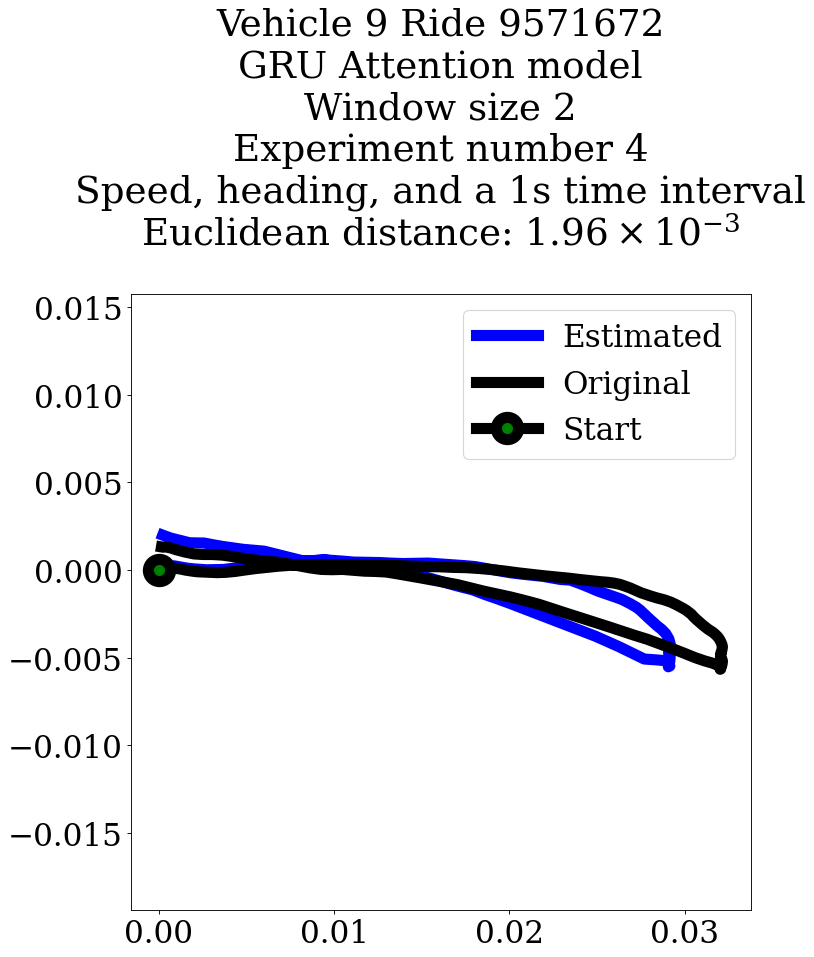 Vehicle 9 Ride 9571672
GRU Attention model
Window size 2
Experiment number 4
Speed, heading, and a 1s time interval
Euclidean distance: 1.96 × 10⁻³
Estimated
Original
Start
0.015
0.010
0.005
0.000
−0.005
−0.010
−0.015
0.00 0.01 0.02 0.03